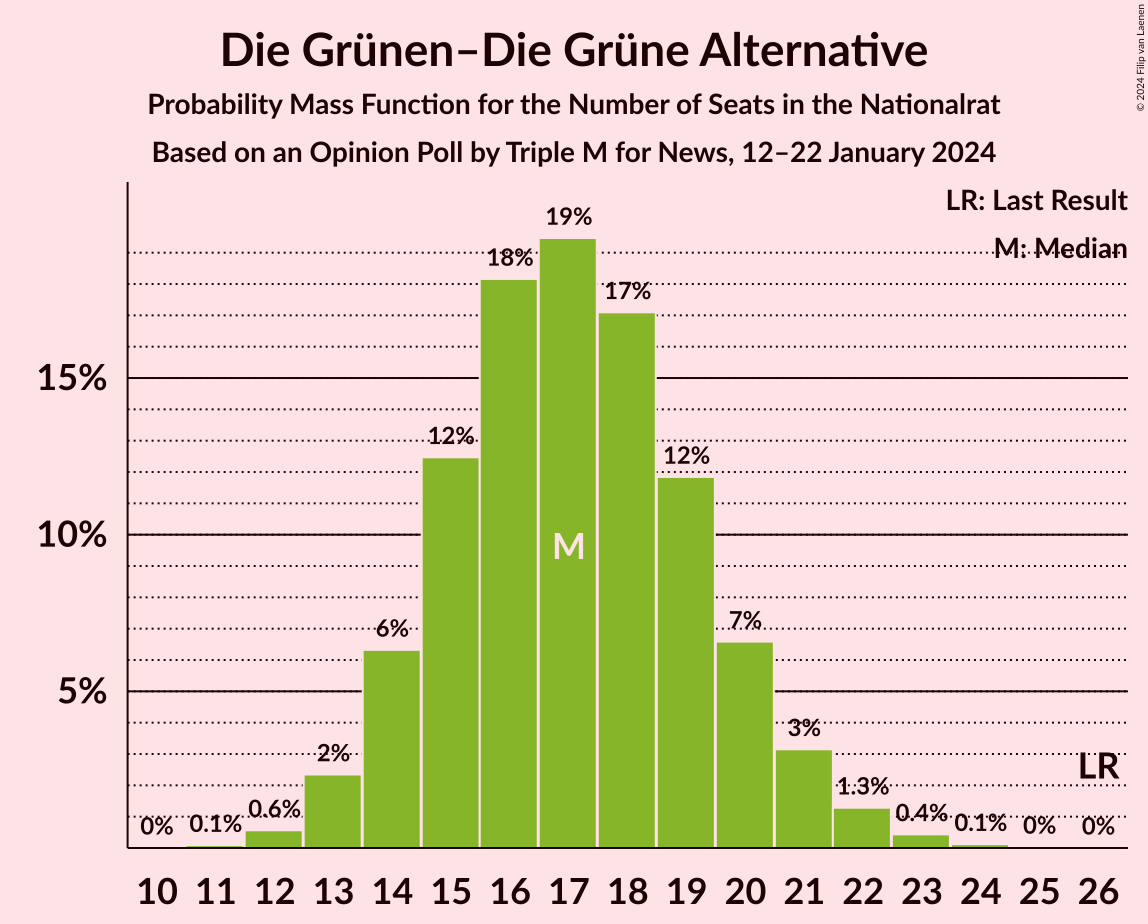 Die Grünen–Die Grüne Alternative
Probability Mass Function for the Number of Seats in the Nationalrat
Based on an Opinion Poll by Triple M for News, 12–22 January 2024
© 2024 Filip van Laenen
LR: Last Result
M: Median
15%
10%
5%
0%
0.1%
0.6%
2%
6%
12%
18%
19%
17%
12%
7%
3%
1.3%
0.4%
0.1%
0%
0%
M
LR
10 11 12 13 14 15 16 17 18 19 20 21 22 23 24 25 26